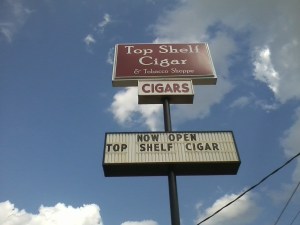 Top Shelf
Cigar
& Tobacco Shoppe
CIGARS
NOW OPEN
TOP SHELF CIGAR